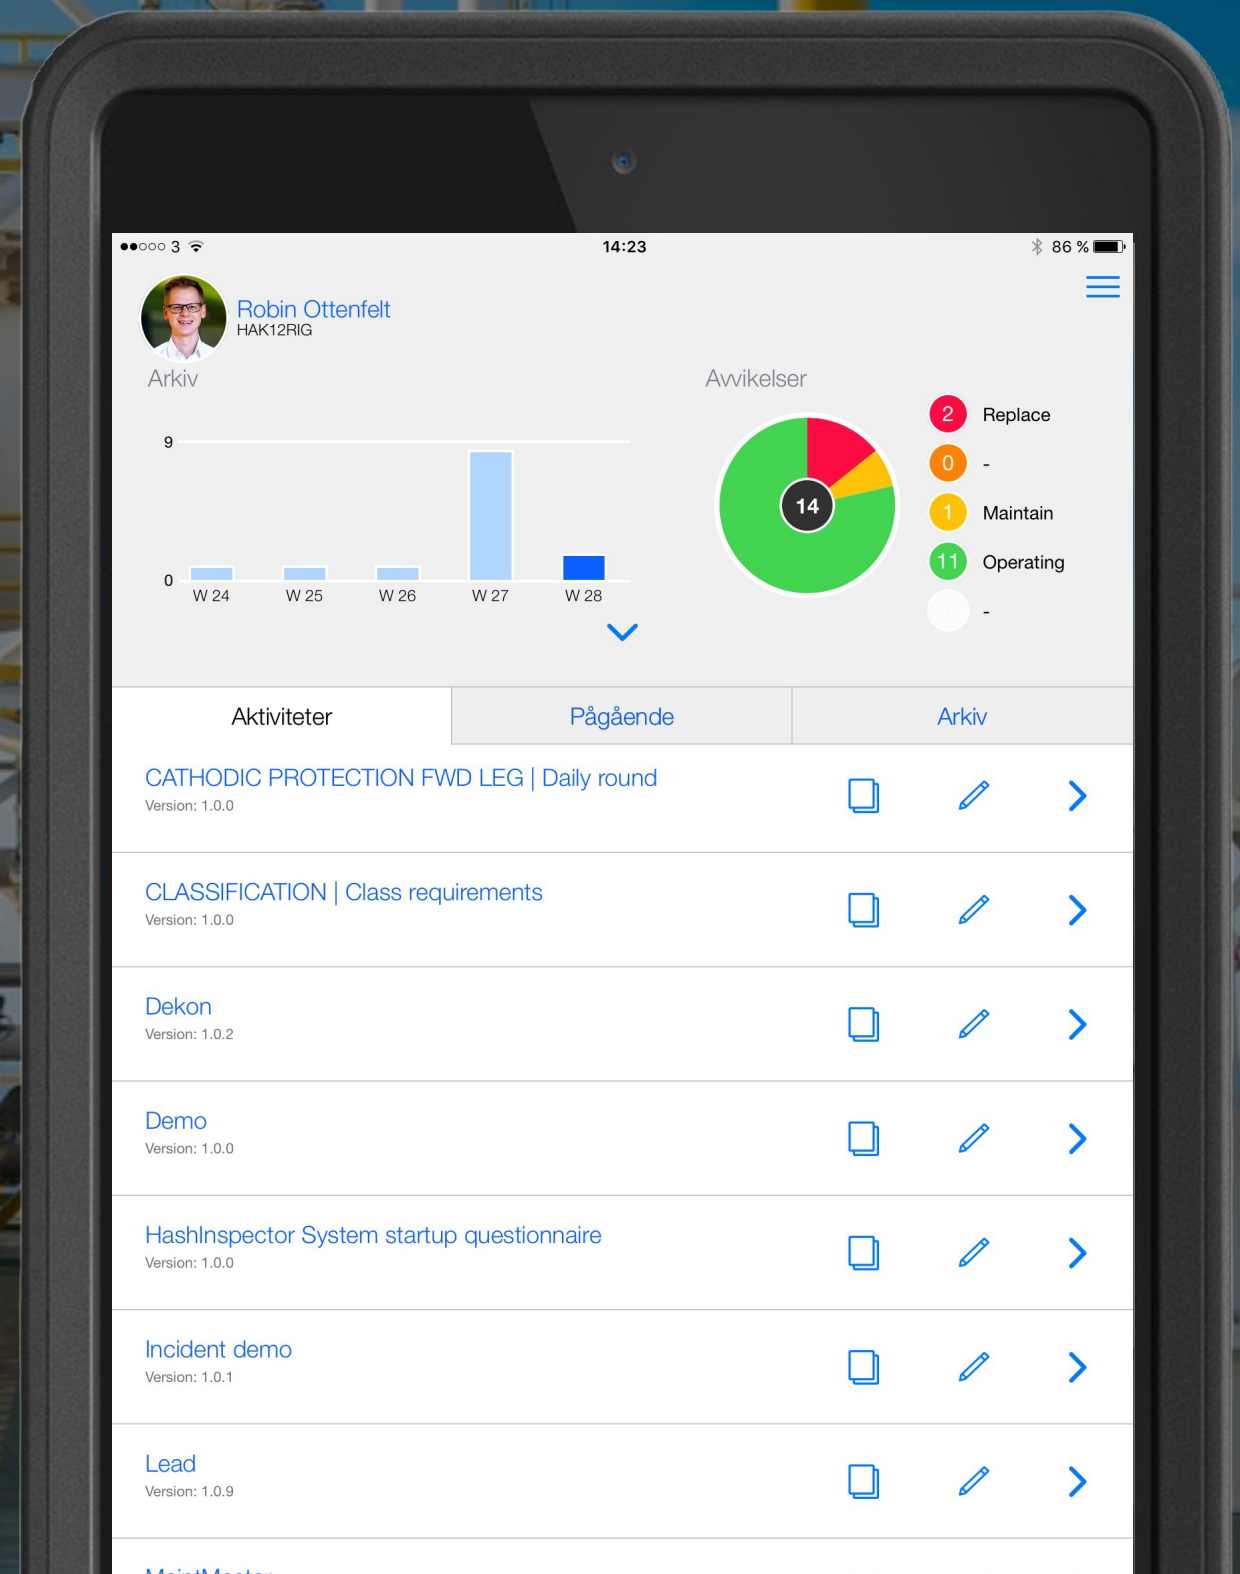 3
14:23
86 %
Robin Ottenfelt
HAK12RIG
Arkiv
Avvikelser
9
0
W 24
W 25
W 26
W 27
W 28
14
2 Replace
0 -
1 Maintain
11 Operating
-
Aktiviteter
Pågående
Arkiv
CATHODIC PROTECTION FWD LEG | Daily round
Version: 1.0.0
CLASSIFICATION | Class requirements
Version: 1.0.0
Dekon
Version: 1.0.2
Demo
Version: 1.0.0
HashInspector System startup questionnaire
Version: 1.0.0
Incident demo
Version: 1.0.1
Lead
Version: 1.0.9